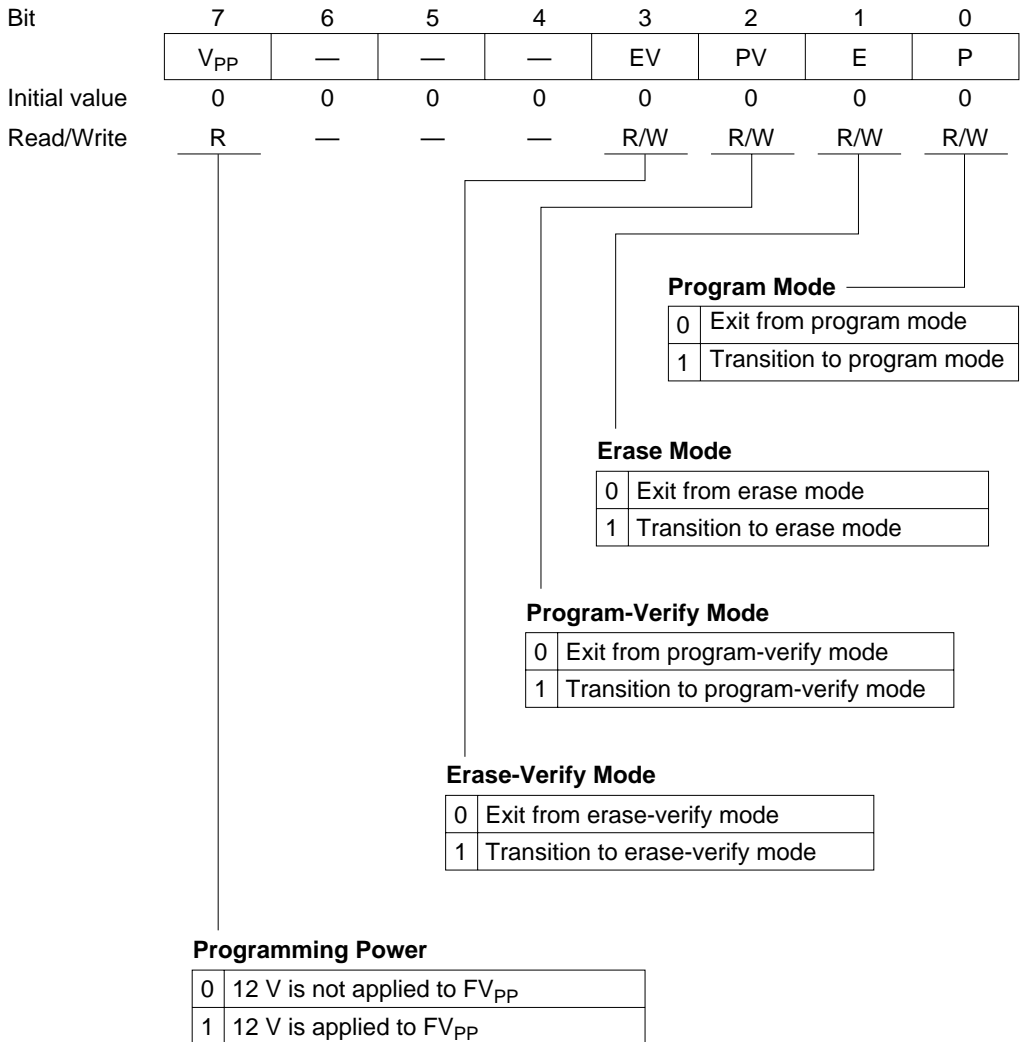 Bit 7 6 5 4 3 2 1 0
VPP — — — EV PV E P
Initial value 0 0 0 0 0 0 0 0
Read/Write R — — — R/W R/W R/W R/W
Program Mode
0 Exit from program mode
1 Transition to program mode
Erase Mode
0 Exit from erase mode
1 Transition to erase mode
Program-Verify Mode
0 Exit from program-verify mode
1 Transition to program-verify mode
Erase-Verify Mode
0 Exit from erase-verify mode
1 Transition to erase-verify mode
Programming Power
0 12 V is not applied to FVPP
1 12 V is applied to FVPP